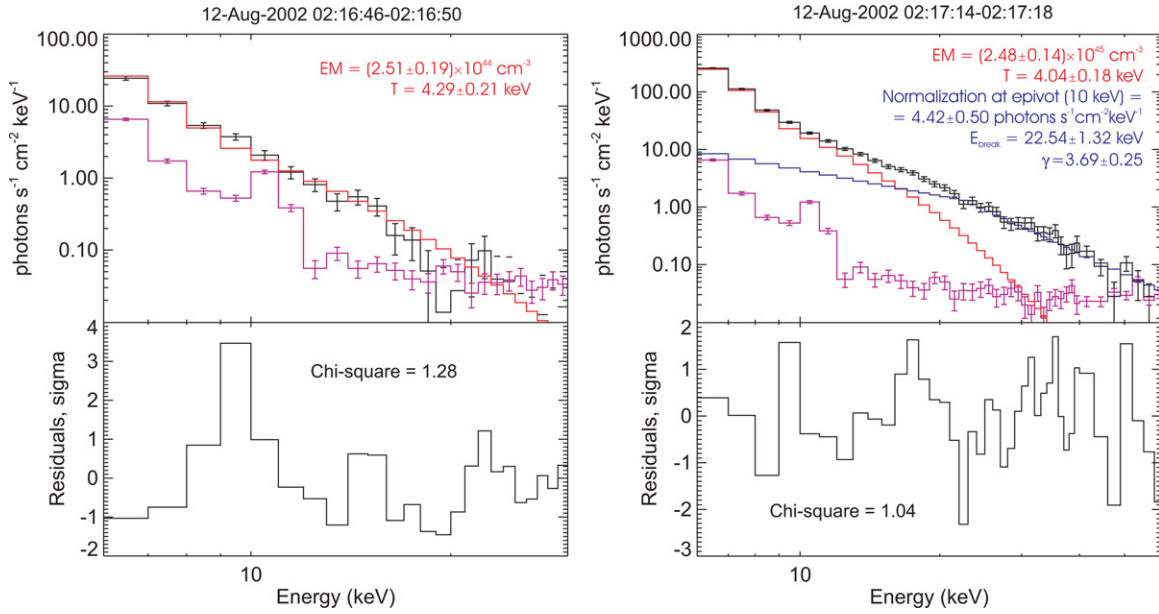 12-Aug-2002 02:16:46-02:16:50
100.00
10.00
1.00
0.10
photons s⁻¹ cm⁻² keV⁻¹
EM = (2.51±0.19)×10⁴⁴ cm⁻³
T = 4.29±0.21 keV
4
3
2
1
0
-1
-2
Residuals, sigma
Chi-square = 1.28
10
Energy (keV)
12-Aug-2002 02:17:14-02:17:18
1000.00
100.00
10.00
1.00
0.10
photons s⁻¹ cm⁻² keV⁻¹
EM = (2.48±0.14)×10⁴⁵ cm⁻³
T = 4.04±0.18 keV
Normalization at epivot (10 keV) =
= 4.42±0.50 photons s⁻¹cm⁻²keV⁻¹
E_break = 22.54±1.32 keV
γ=3.69±0.25
2
1
0
-1
-2
-3
Residuals, sigma
Chi-square = 1.04
10
Energy (keV)